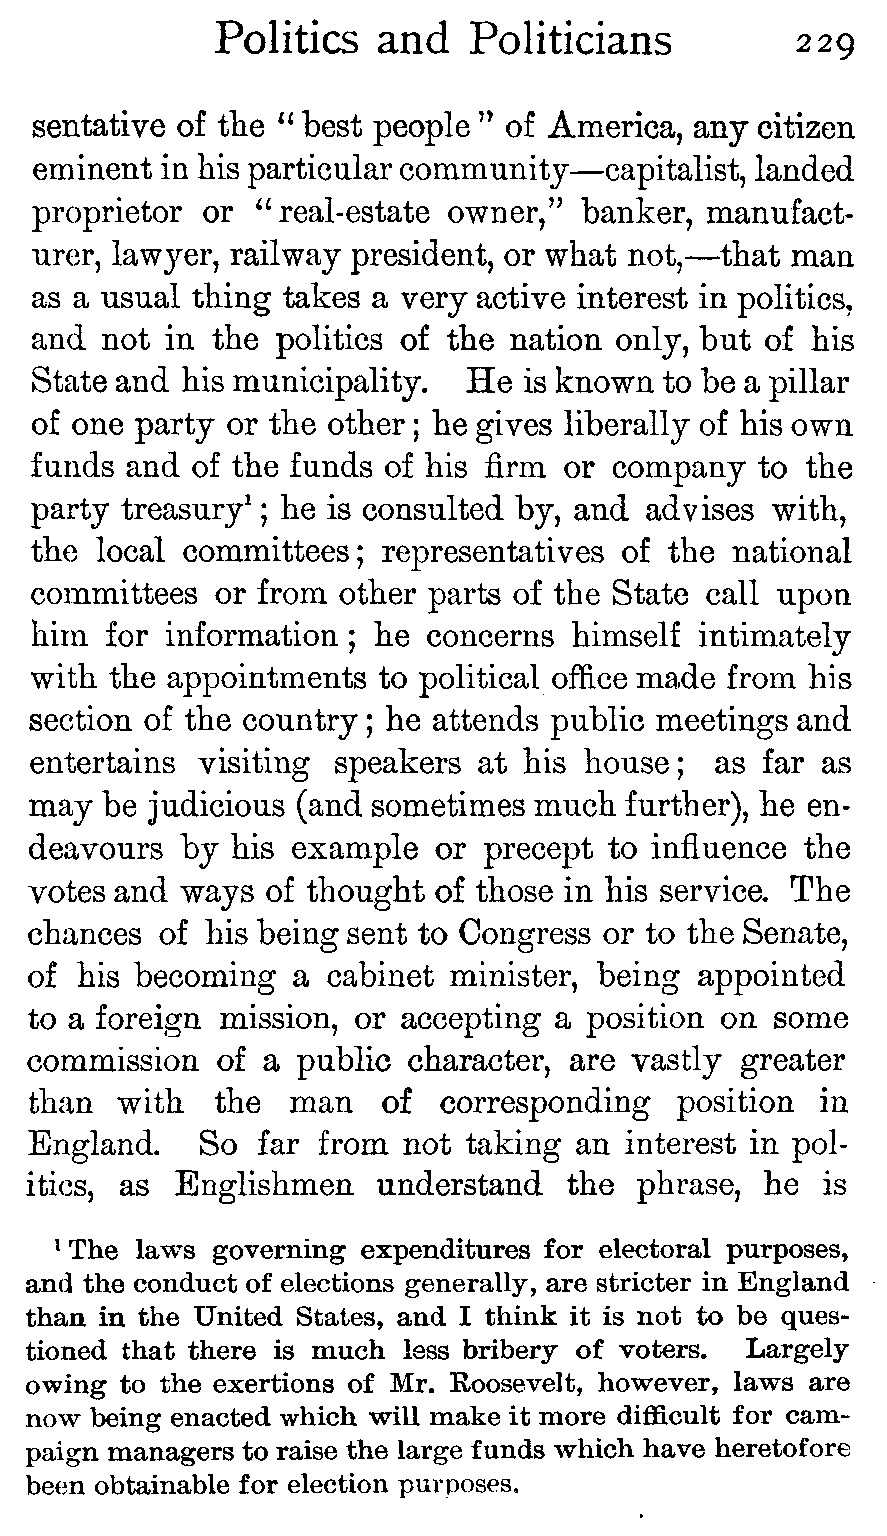 Politics and Politicians 229
sentative of the “best people” of America, any citizen
eminent in his particular community—capitalist, landed
proprietor or “real-estate owner,” banker, manufact-
urer, lawyer, railway president, or what not,—that man
as a usual thing takes a very active interest in politics,
and not in the politics of the nation only, but of his
State and his municipality. He is known to be a pillar
of one party or the other; he gives liberally of his own
funds and of the funds of his firm or company to the
party treasury¹; he is consulted by, and advises with,
the local committees; representatives of the national
committees or from other parts of the State call upon
him for information; he concerns himself intimately
with the appointments to political office made from his
section of the country; he attends public meetings and
entertains visiting speakers at his house; as far as
may be judicious (and sometimes much further), he en-
deavours by his example or precept to influence the
votes and ways of thought of those in his service. The
chances of his being sent to Congress or to the Senate,
of his becoming a cabinet minister, being appointed
to a foreign mission, or accepting a position on some
commission of a public character, are vastly greater
than with the man of corresponding position in
England. So far from not taking an interest in pol-
itics, as Englishmen understand the phrase, he is
¹ The laws governing expenditures for electoral purposes,
and the conduct of elections generally, are stricter in England
than in the United States, and I think it is not to be ques-
tioned that there is much less bribery of voters. Largely
owing to the exertions of Mr. Roosevelt, however, laws are
now being enacted which will make it more difficult for cam-
paign managers to raise the large funds which have heretofore
been obtainable for election purposes.